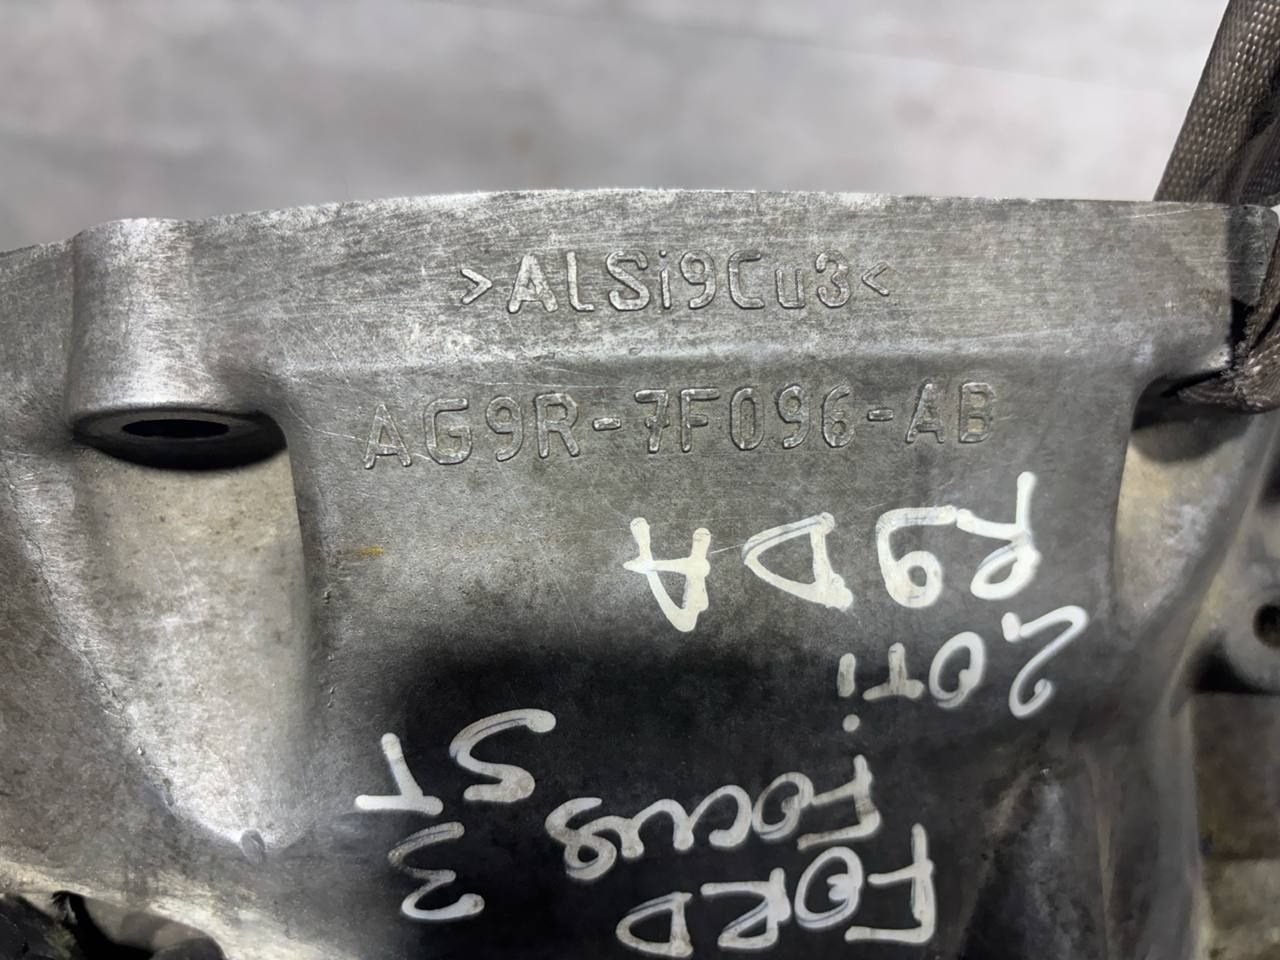 >ALSi9Cu3<
AG9R-7F096-AB
FORD 3
FOCUS ST
2,0Ti
R9DA